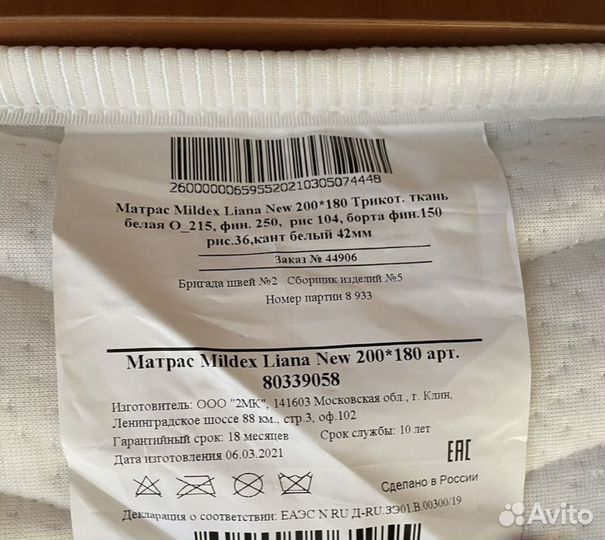 2600000065955202103050744​48
Матрас Mildex Liana New 200*180 Трикот. ткань
белая О_215, фин. 250, рис 104, борта фин.150
рис.36,кант белый 42мм
Заказ № 44906
Бригада швей №2 Сборщик изделий №5
Номер партии 8 933
Матрас Mildex Liana New 200*180 арт.
80339058
Изготовитель: ООО "2МК", 141603 Московская обл., г. Клин,
Ленинградское шоссе 88 км., стр.3, оф.102
Гарантийный срок: 18 месяцев Срок службы: 10 лет
Дата изготовления 06.03.2021
EAC
Сделано в России
Декларация о соответствии: ЕАЭС N RU Д-RU.ЗЭ01.В.00300/19
Avito